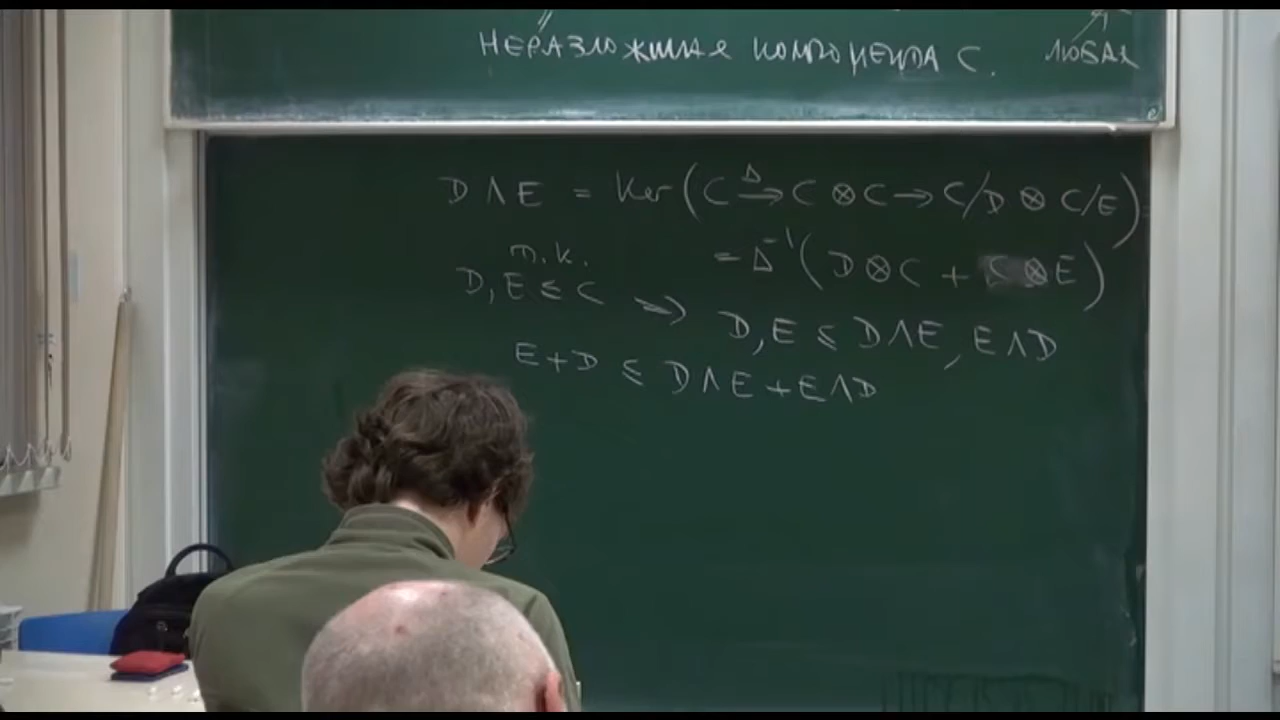 НЕРАЗЛОЖИМАЯ КОМПОНЕНТА C. ЛЮБАЯ
D ∧ E = Ker (C →^Δ C ⊗ C → C/D ⊗ C/E)
= Δ⁻¹ (D ⊗ C + C ⊗ E)
т.к.
D, E ≤ C ⇒ D, E ≤ D ∧ E, E ∧ D
E + D ≤ D ∧ E + E ∧ D